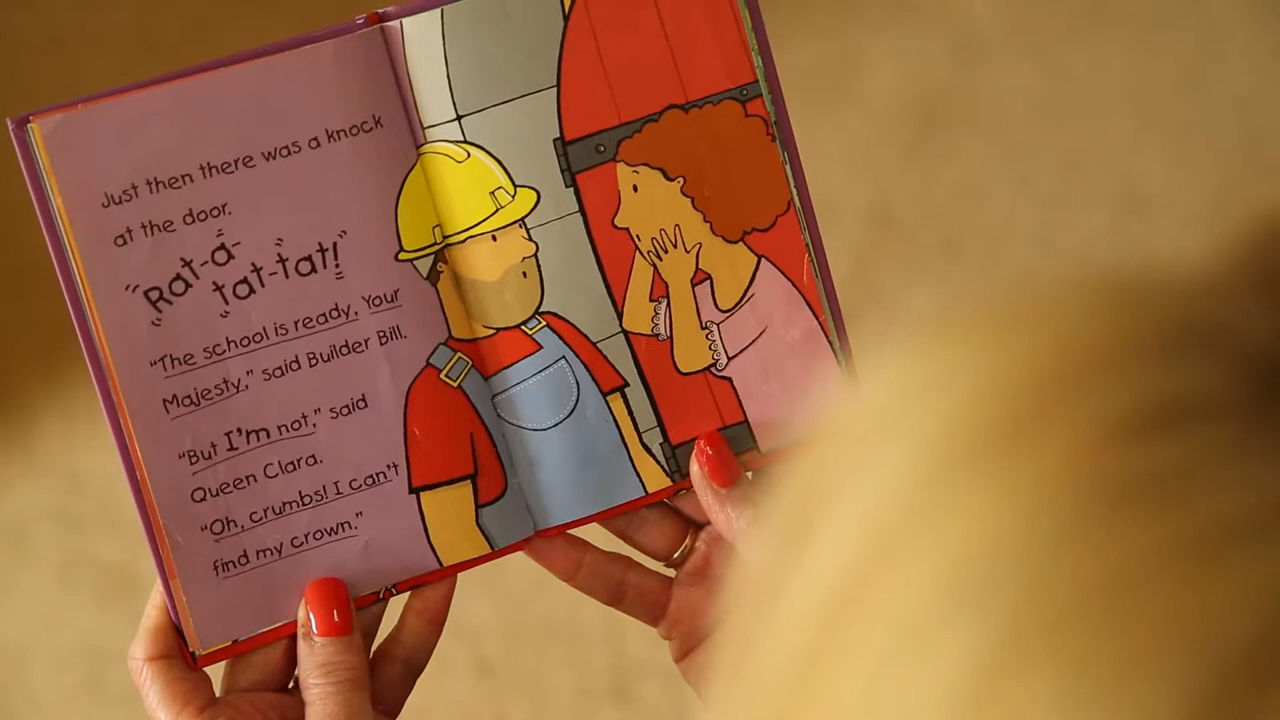 Just then there was a knock
at the door.
"Rat-a-
tat-tat!"
"The school is ready, Your
Majesty," said Builder Bill.
"But I'm not," said
Queen Clara.
"Oh, crumbs! I can't
find my crown."